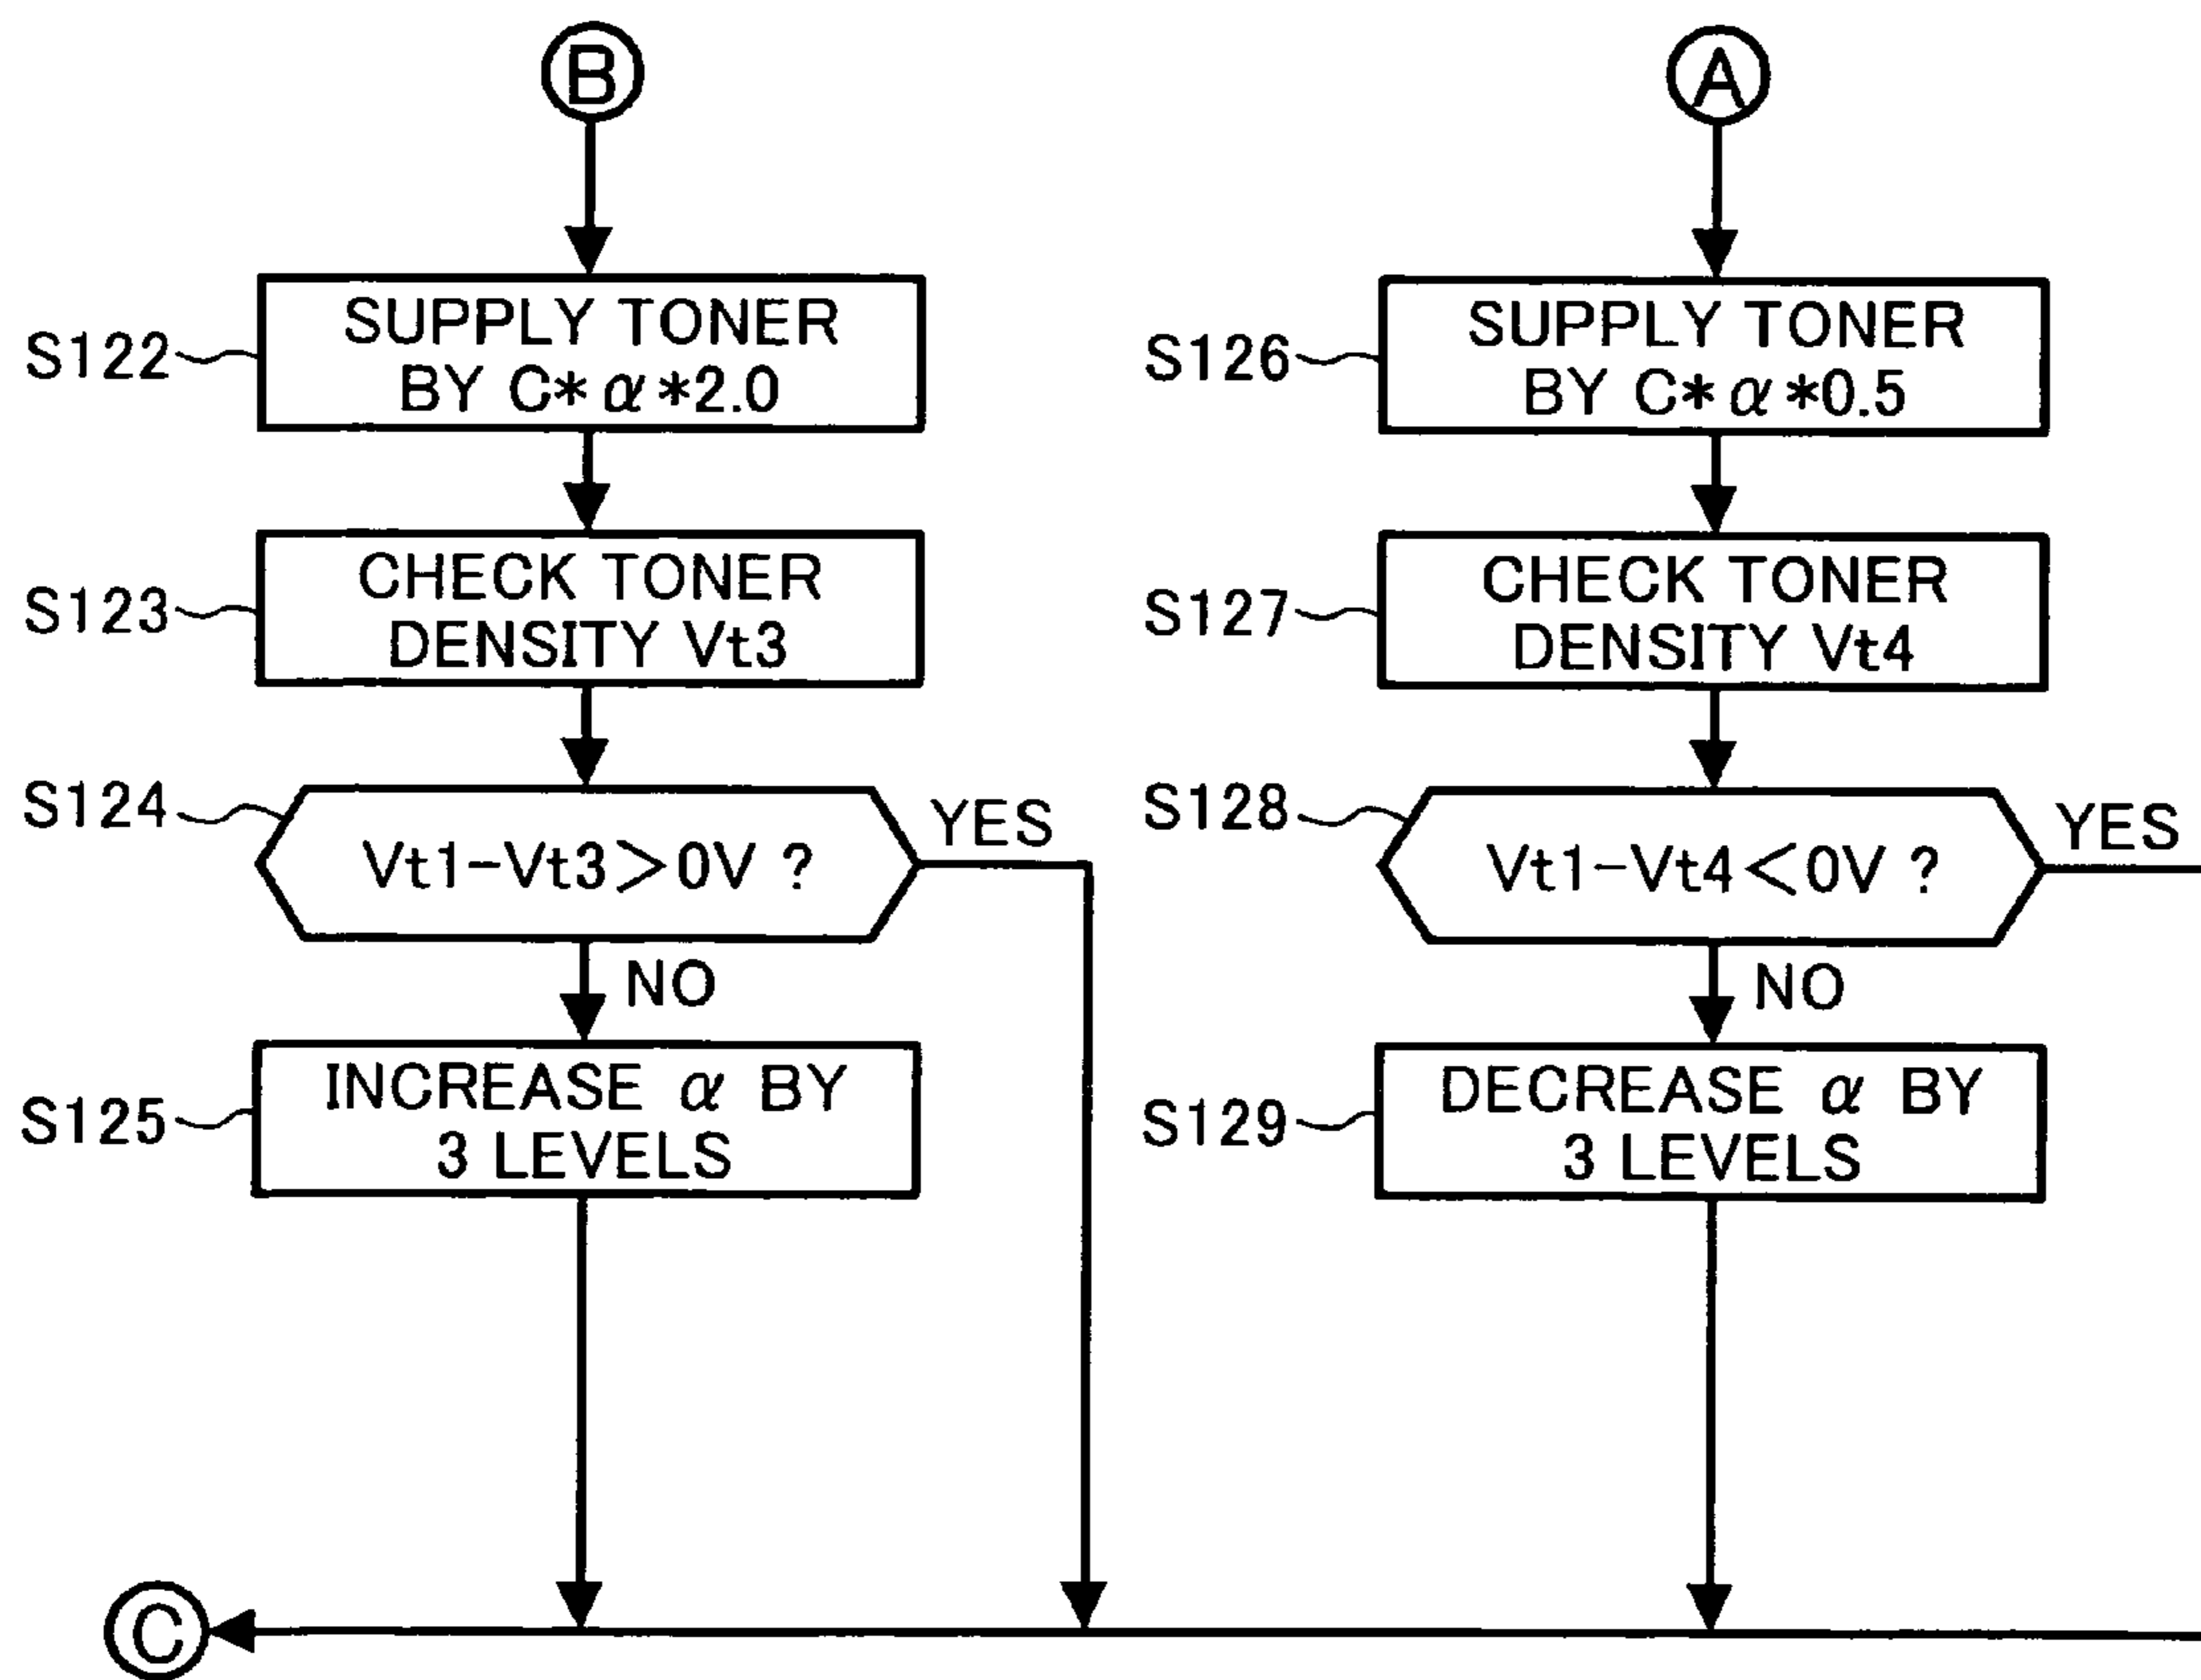 B
S122
SUPPLY TONER
BY C*α*2.0
S123
CHECK TONER
DENSITY Vt3
S124
Vt1-Vt3>0V ?
YES
NO
S125
INCREASE α BY
3 LEVELS
A
S126
SUPPLY TONER
BY C*α*0.5
S127
CHECK TONER
DENSITY Vt4
S128
Vt1-Vt4<0V ?
YES
NO
S129
DECREASE α BY
3 LEVELS
C